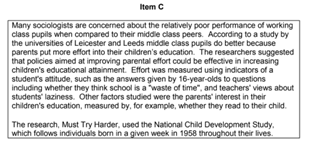 Item C
Many sociologists are concerned about the relatively poor performance of working
class pupils when compared to their middle class peers. According to a study by
the universities of Leicester and Leeds middle class pupils do better because
parents put more effort into their children's education. The researchers suggested
that policies aimed at improving parental effort could be effective in increasing
children's educational attainment. Effort was measured using indicators of a
student's attitude, such as the answers given by 16-year-olds to questions
including whether they think school is a "waste of time", and teachers' views about
students' laziness. Other factors studied were the parents' interest in their
children's education, measured by, for example, whether they read to their child.
The research, Must Try Harder, used the National Child Development Study,
which follows individuals born in a given week in 1958 throughout their lives.